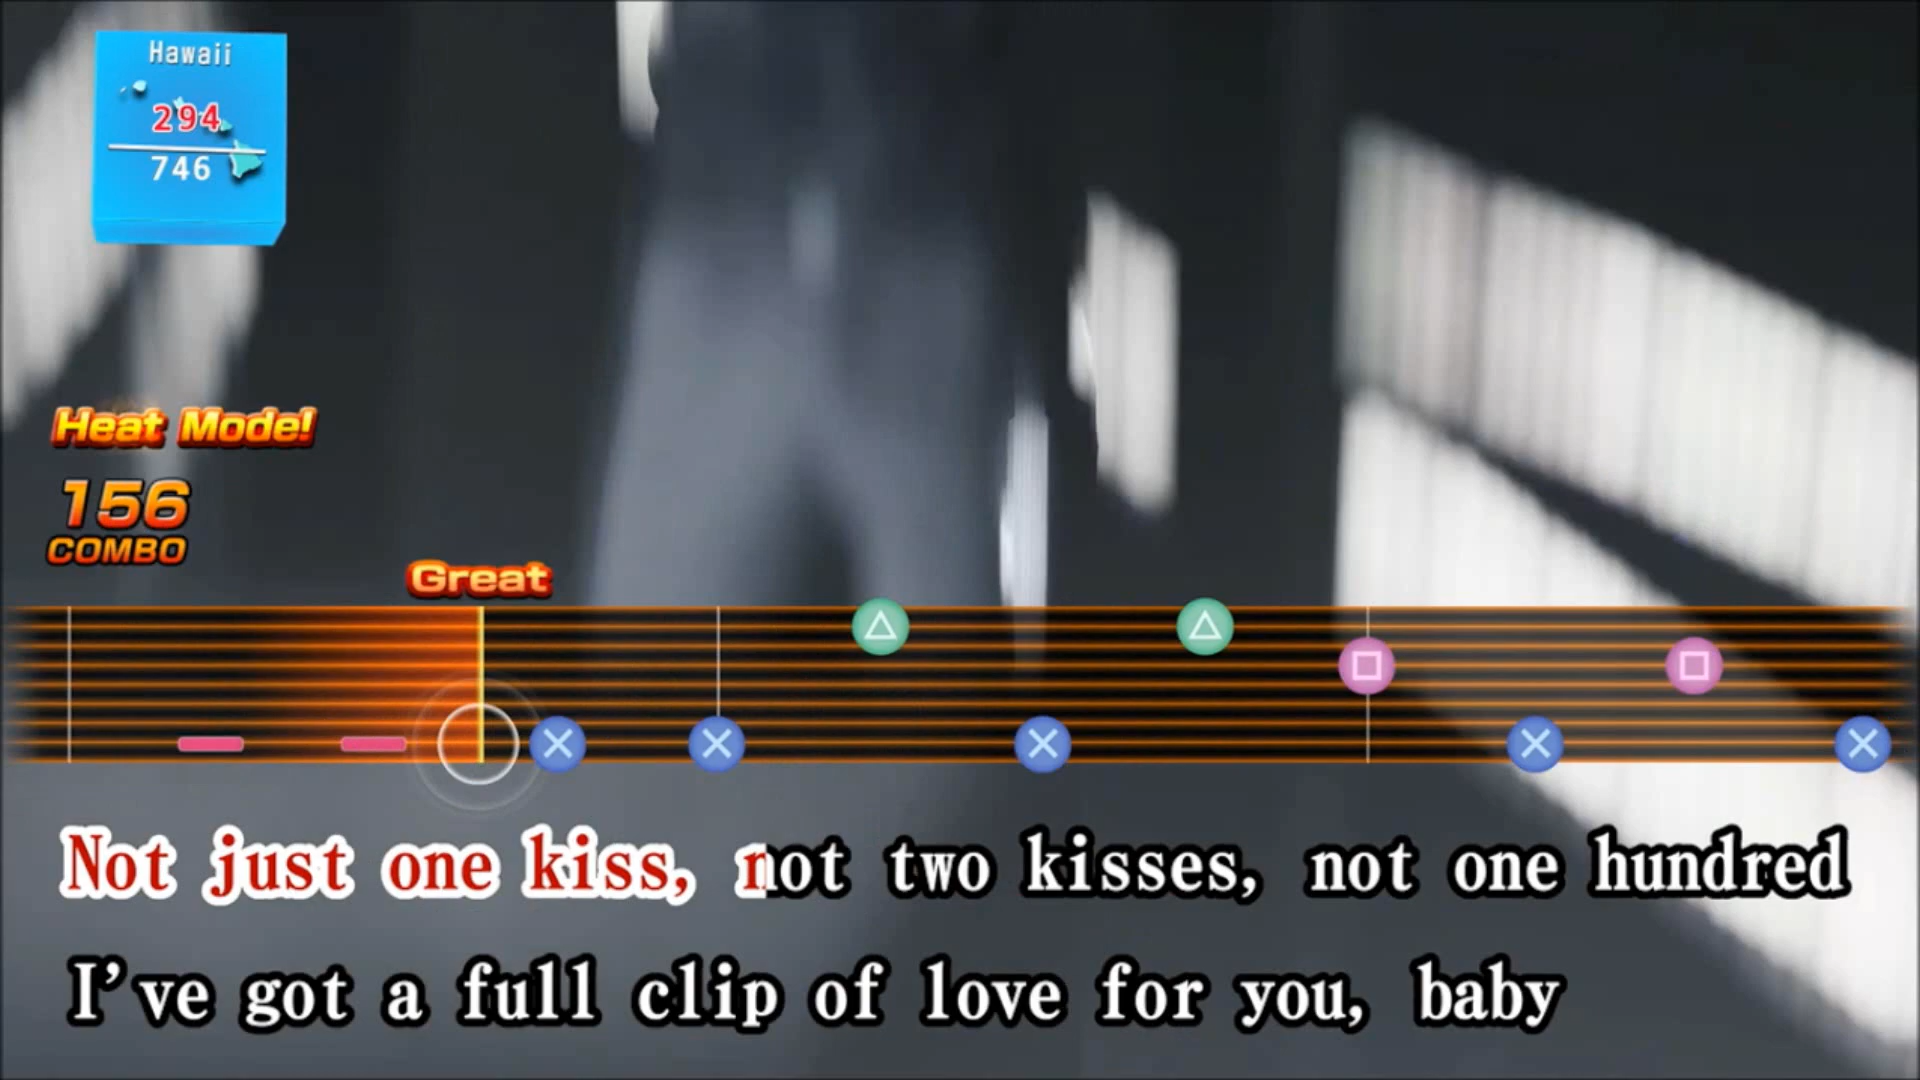 Hawaii
294
746
Heat Mode!
156
COMBO
Great
Not just one kiss, not two kisses, not one hundred
I've got a full clip of love for you, baby